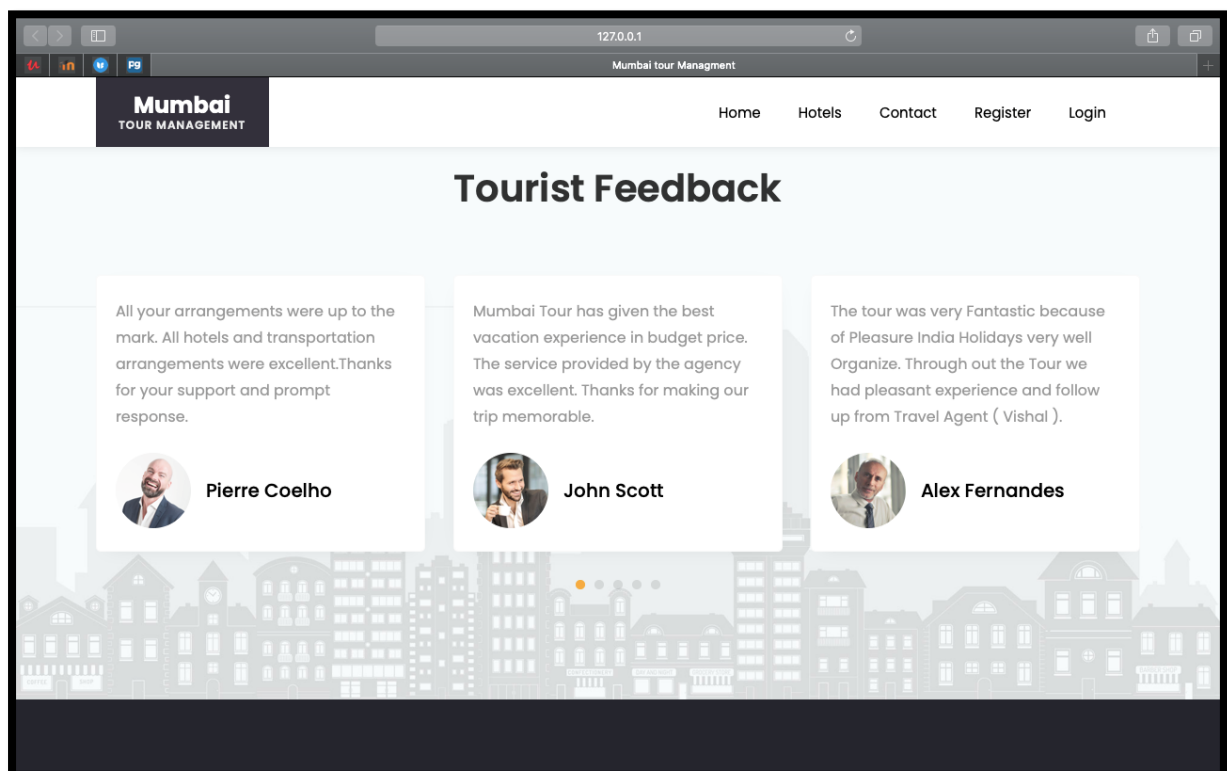 127.0.0.1
in
Pg
Mumbai tour Managment
Mumbai
TOUR MANAGEMENT
Home
Hotels
Contact
Register
Login
Tourist Feedback
All your arrangements were up to the
mark. All hotels and transportation
arrangements were excellent.Thanks
for your support and prompt
response.
Pierre Coelho
Mumbai Tour has given the best
vacation experience in budget price.
The service provided by the agency
was excellent. Thanks for making our
trip memorable.
John Scott
The tour was very Fantastic because
of Pleasure India Holidays very well
Organize. Through out the Tour we
had pleasant experience and follow
up from Travel Agent ( Vishal ).
Alex Fernandes
COFFEE
SHOP